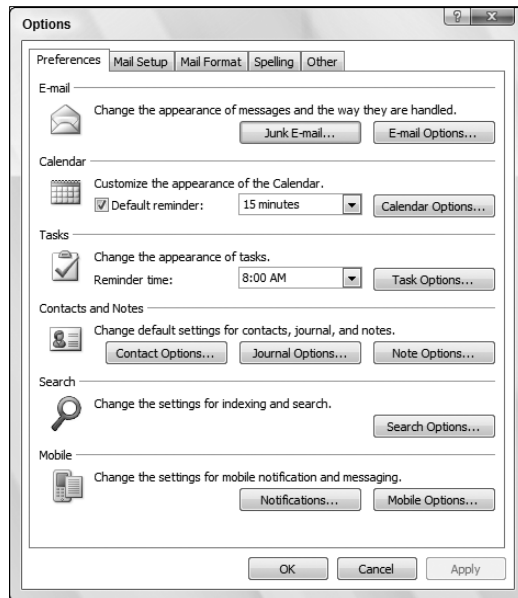 Options
Preferences Mail Setup Mail Format Spelling Other
E-mail
Change the appearance of messages and the way they are handled.
Junk E-mail... E-mail Options...
Calendar
Customize the appearance of the Calendar.
Default reminder: 15 minutes Calendar Options...
Tasks
Change the appearance of tasks.
Reminder time: 8:00 AM Task Options...
Contacts and Notes
Change default settings for contacts, journal, and notes.
Contact Options... Journal Options... Note Options...
Search
Change the settings for indexing and search.
Search Options...
Mobile
Change the settings for mobile notification and messaging.
Notifications... Mobile Options...
OK Cancel Apply